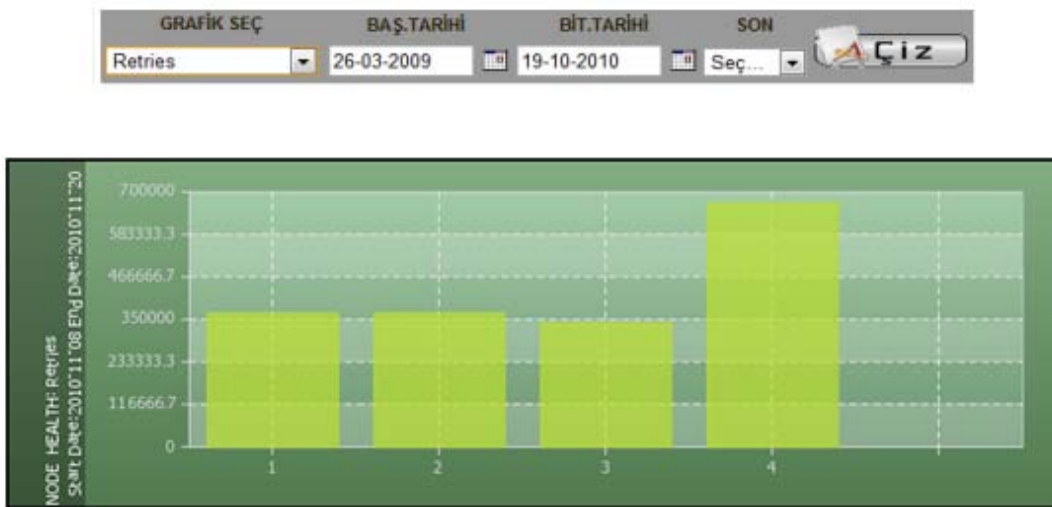 GRAFİK SEÇ BAŞ.TARİHİ BİT.TARİHİ SON
Retries 26-03-2009 19-10-2010 Seç... Çiz
NODE HEALTH: Retries
Start Date:2010-11-08 End Date:2010-11-20
700000
583333.3
466666.7
350000
233333.3
116666.7
0
1 2 3 4